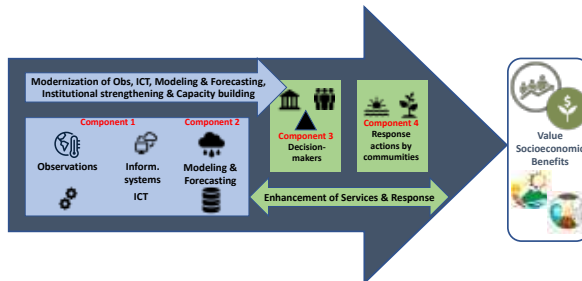 Modernization of Obs, ICT, Modeling & Forecasting,
Institutional strengthening & Capacity building
Component 1
Component 2
Observations
Inform.
systems
ICT
Modeling &
Forecasting
Component 3
Decision-
makers
Component 4
Response
actions by
communities
Enhancement of Services & Response
$
Value
Socioeconomic
Benefits